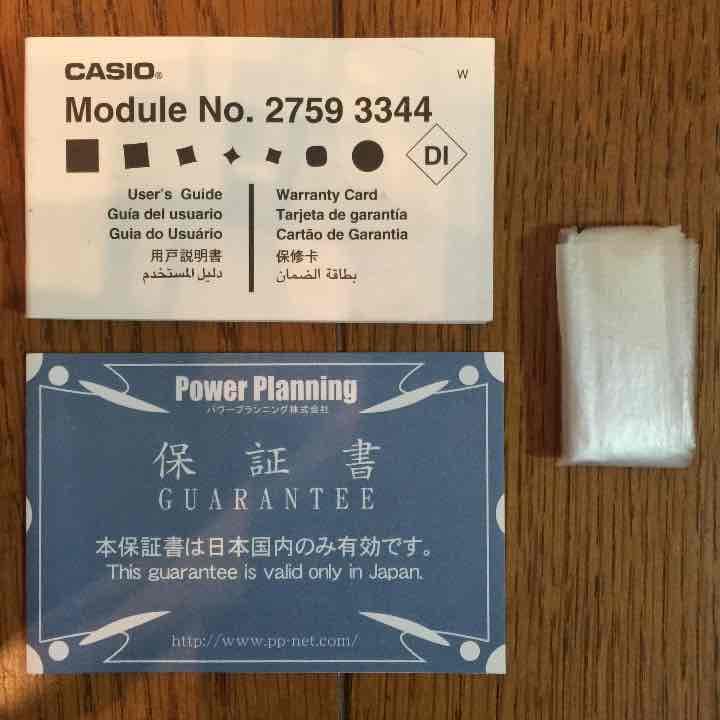 CASIO®
W
Module No. 2759 3344
DI
User's Guide
Guía del usuario
Guia do Usuário
用戸説明書
دليل المستخدم
Warranty Card
Tarjeta de garantía
Cartão de Garantia
保修卡
بطاقة الضمان
Power Planning
パワープランニング株式会社
保証書
GUARANTEE
本保証書は日本国内のみ有効です。
This guarantee is valid only in Japan.
http://www.pp-net.com/